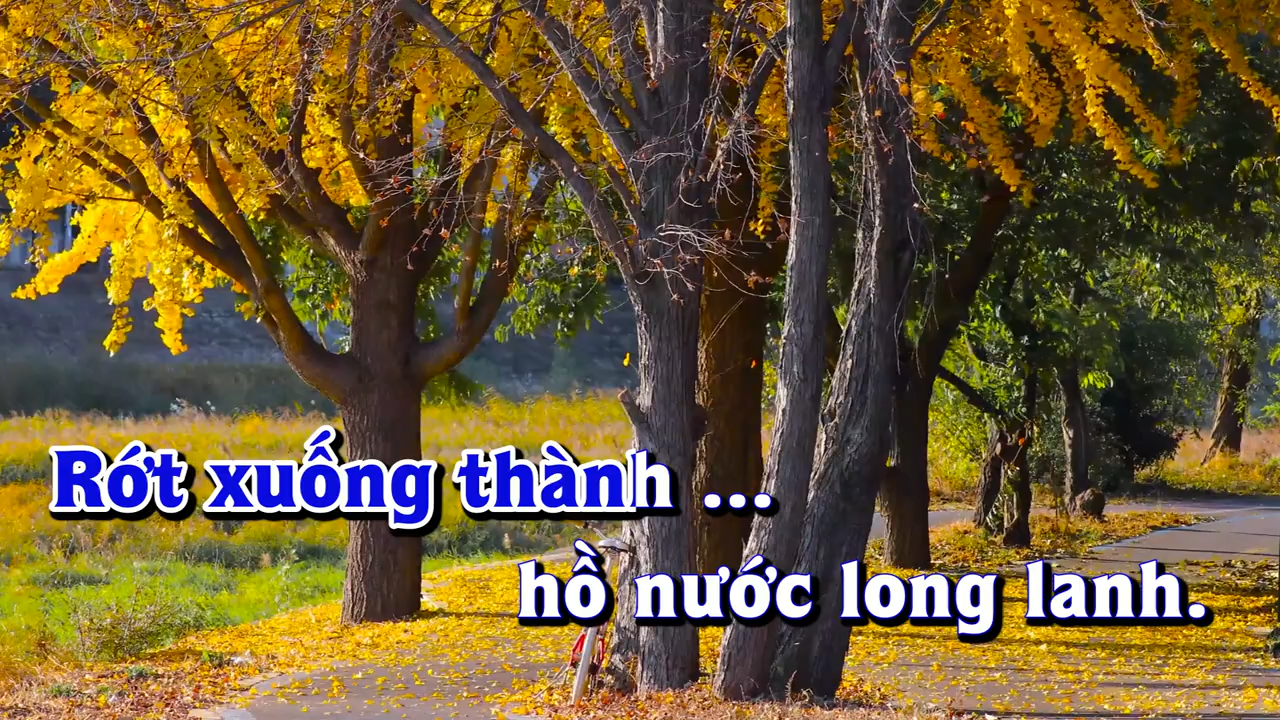 Rớt xuống thành ...
hồ nước long lanh.